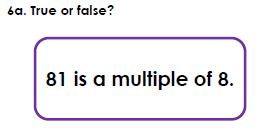 6a. True or false?
81 is a multiple of 8.